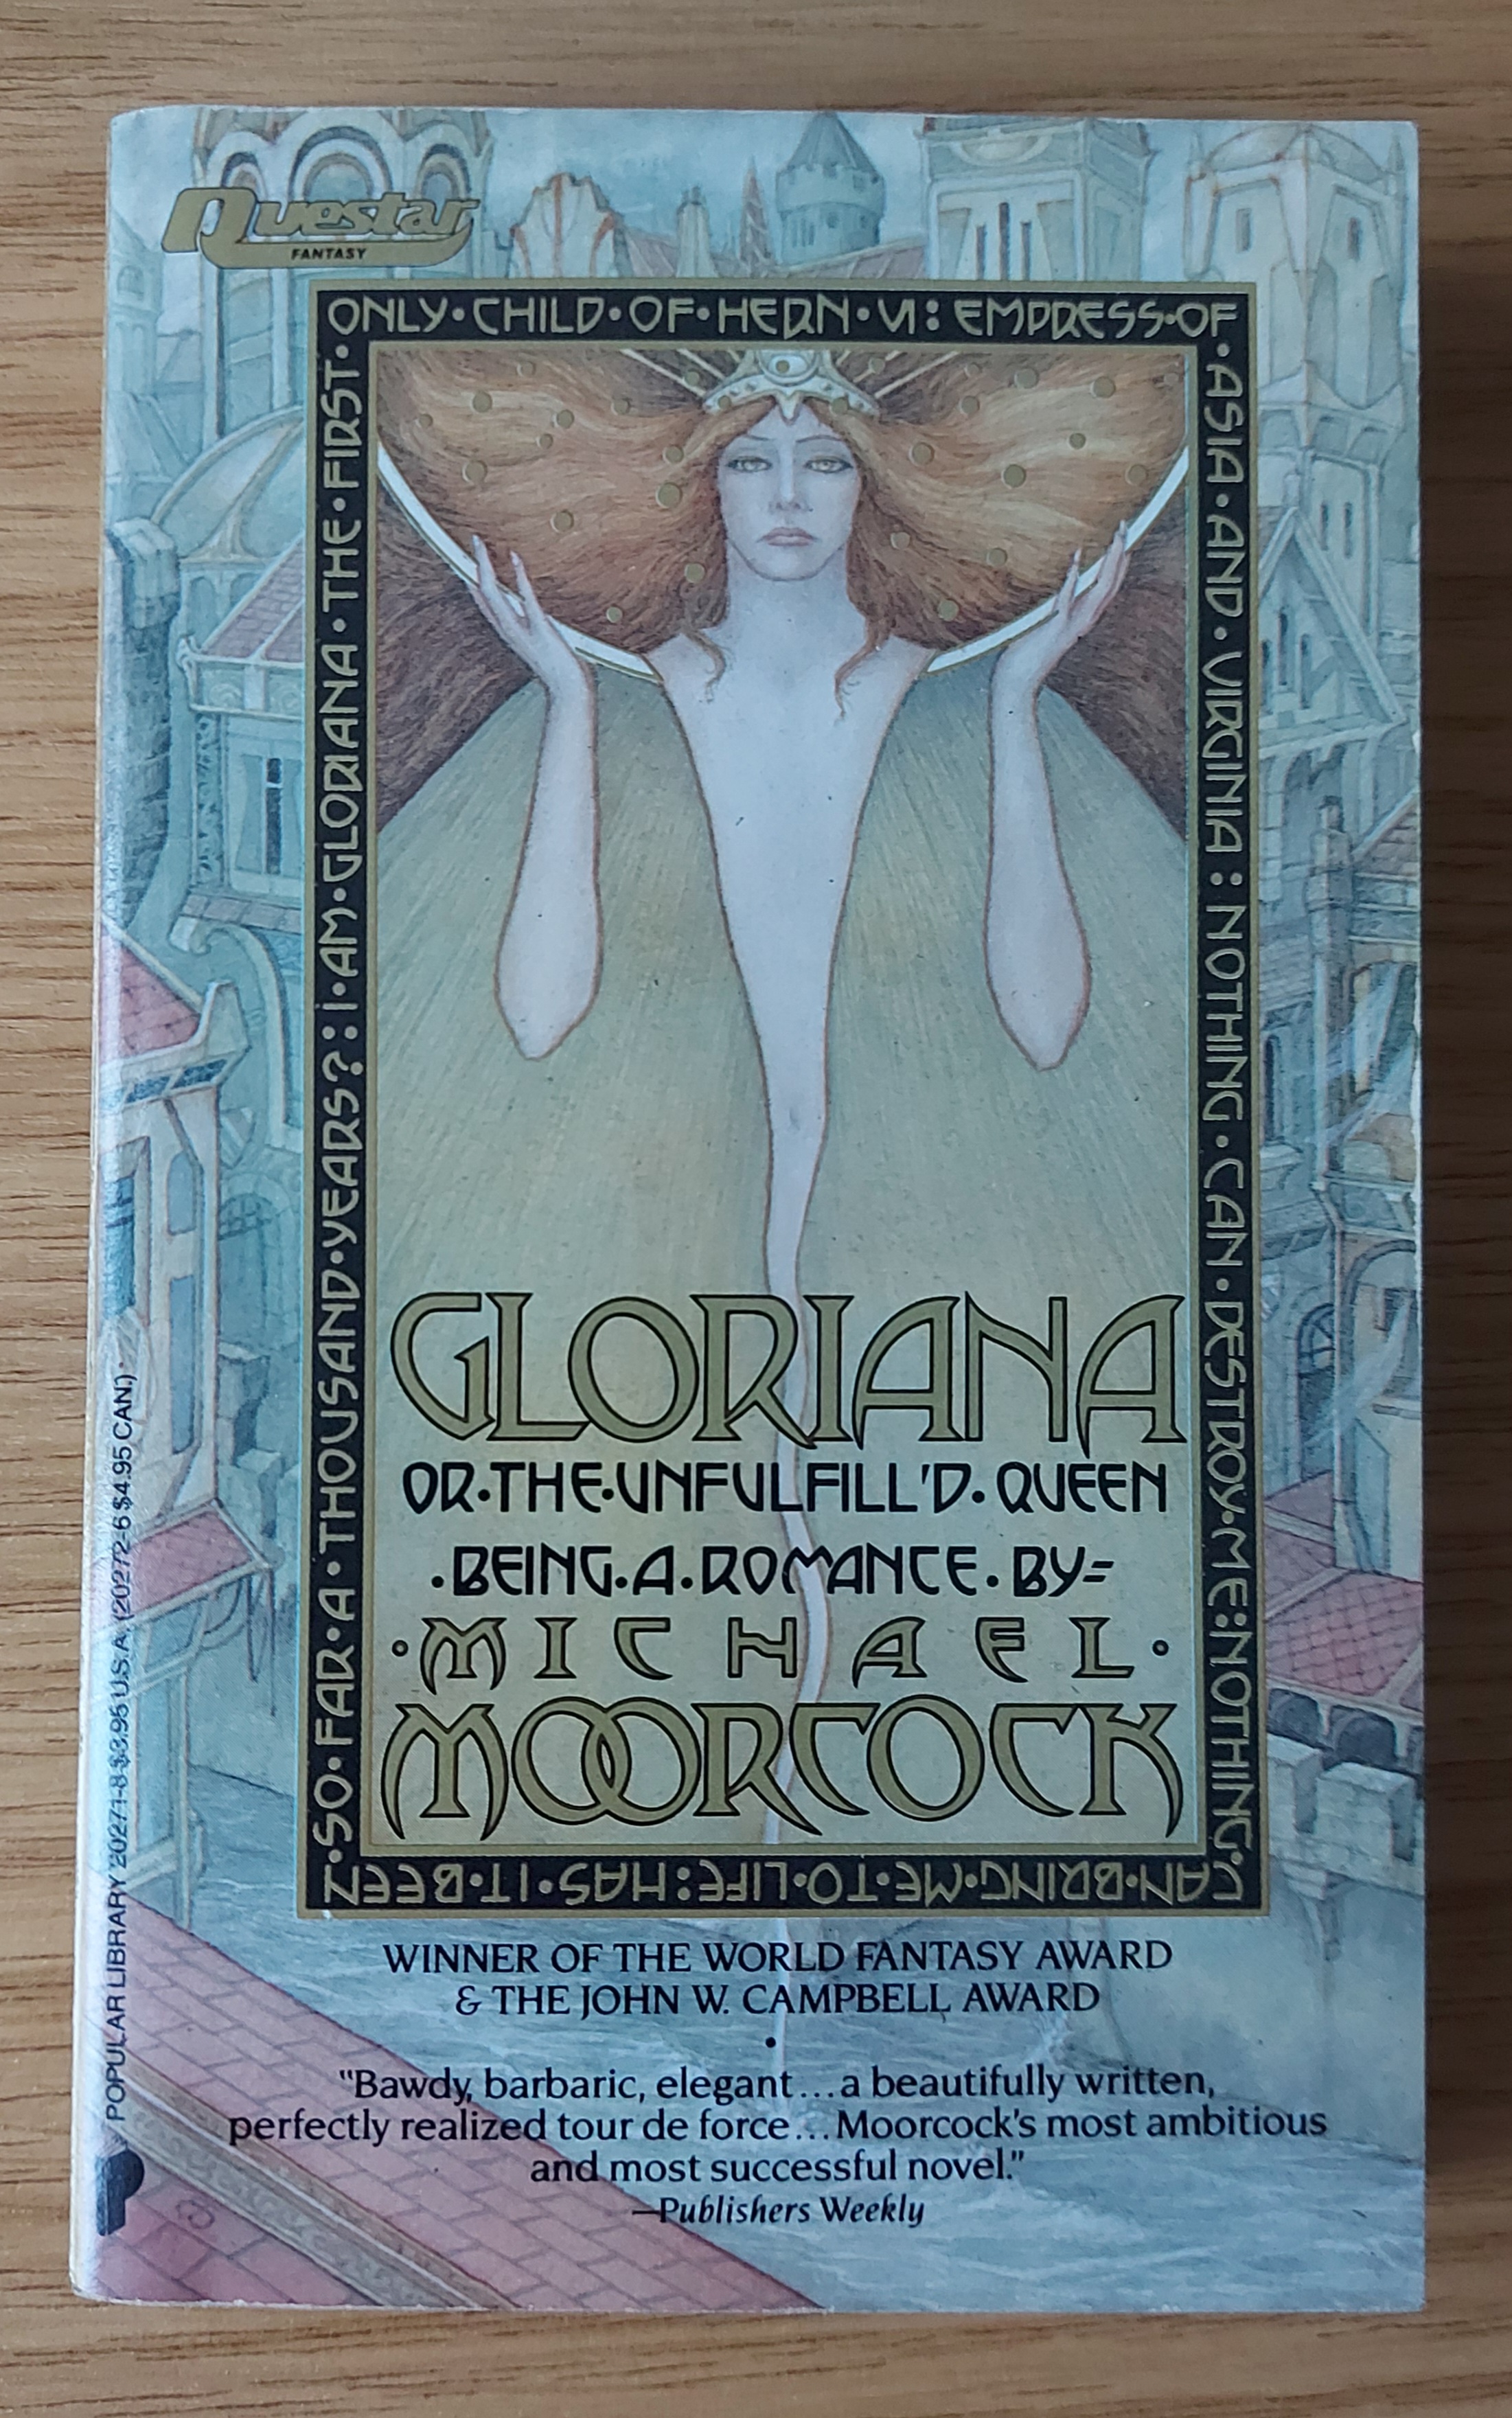 Questar
FANTASY
ONLY·CHILD·OF·HERN·VI: EMPRESS·OF
·ASIA·AND·VIRGINIA : NOTHING·CAN·DESTROY·ME:NOTHING·
CAN·BRING·ME·TO·LIFE:HAS·IT·BEEN
·SO·FAR·A·THOUSAND·YEARS? : I·AM·GLORIANA·THE·FIRST·
GLORIANA
OR·THE·UNFULFILL'D·QUEEN
·BEING·A·ROMANCE·BY=
·MICHAEL·
MOORCOCK
WINNER OF THE WORLD FANTASY AWARD
& THE JOHN W. CAMPBELL AWARD
•
"Bawdy, barbaric, elegant...a beautifully written,
perfectly realized tour de force...Moorcock's most ambitious
and most successful novel."
—Publishers Weekly
POPULAR LIBRARY 20271-8 $3.95 U.S.A. (20272-6 $4.95 CAN.)